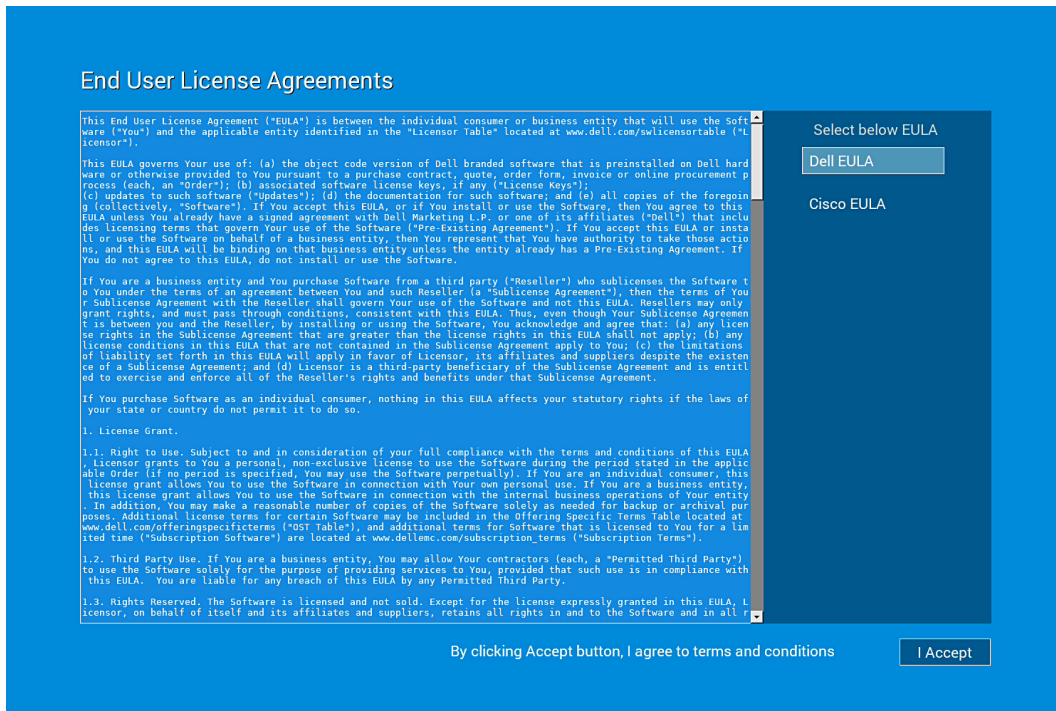 End User License Agreements
This End User License Agreement ("EULA") is between the individual consumer or business entity that will use the Soft
ware ("You") and the applicable entity identified in the "Licensor Table" located at www.dell.com/swlicensortable ("L
icensor").
This EULA governs Your use of: (a) the object code version of Dell branded software that is preinstalled on Dell hard
ware or otherwise provided to You pursuant to a purchase contract, quote, order form, invoice or online procurement p
rocess (each, an "Order"); (b) associated software license keys, if any ("License Keys");
(c) updates to such software ("Updates"); (d) the documentation for such software; and (e) all copies of the foregoin
g (collectively, "Software"). If You accept this EULA, or if You install or use the Software, then You agree to this
EULA unless You already have a signed agreement with Dell Marketing L.P. or one of its affiliates ("Dell") that inclu
des licensing terms that govern Your use of the Software ("Pre-Existing Agreement"). If You accept this EULA or insta
ll or use the Software on behalf of a business entity, then You represent that You have authority to take those actio
ns, and this EULA will be binding on that business entity unless the entity already has a Pre-Existing Agreement. If
You do not agree to this EULA, do not install or use the Software.
If You are a business entity and You purchase Software from a third party ("Reseller") who sublicenses the Software t
o You under the terms of an agreement between You and such Reseller (a "Sublicense Agreement"), then the terms of You
r Sublicense Agreement with the Reseller shall govern Your use of the Software and not this EULA. Resellers may only
grant rights, and must pass through conditions, consistent with this EULA. Thus, even though Your Sublicense Agreemen
t is between you and the Reseller, by installing or using the Software, You acknowledge and agree that: (a) any licen
se rights in the Sublicense Agreement that are greater than the license rights in this EULA shall not apply; (b) any
license conditions in this EULA that are not contained in the Sublicense Agreement apply to You; (c) the limitations
of liability set forth in this EULA will apply in favor of Licensor, its affiliates and suppliers despite the existen
ce of a Sublicense Agreement; and (d) Licensor is a third-party beneficiary of the Sublicense Agreement and is entitl
ed to exercise and enforce all of the Reseller's rights and benefits under that Sublicense Agreement.
If You purchase Software as an individual consumer, nothing in this EULA affects your statutory rights if the laws of
your state or country do not permit it to do so.
1. License Grant.
1.1. Right to Use. Subject to and in consideration of your full compliance with the terms and conditions of this EULA
, Licensor grants to You a personal, non-exclusive license to use the Software during the period stated in the applic
able Order (if no period is specified, You may use the Software perpetually). If You are an individual consumer, this
license grant allows You to use the Software in connection with Your own personal use. If You are a business entity,
this license grant allows You to use the Software in connection with the internal business operations of Your entity
. In addition, You may make a reasonable number of copies of the Software solely as needed for backup or archival pur
poses. Additional license terms for certain Software may be included in the Offering Specific Terms Table located at
www.dell.com/offeringspecificterms ("OST Table"), and additional terms for Software that is licensed to You for a lim
ited time ("Subscription Software") are located at www.dellemc.com/subscription_terms ("Subscription Terms").
1.2. Third Party Use. If You are a business entity, You may allow Your contractors (each, a "Permitted Third Party")
to use the Software solely for the purpose of providing services to You, provided that such use is in compliance with
this EULA.  You are liable for any breach of this EULA by any Permitted Third Party.
1.3. Rights Reserved. The Software is licensed and not sold. Except for the license expressly granted in this EULA, L
icensor, on behalf of itself and its affiliates and suppliers, retains all rights in and to the Software and in all r
Select below EULA
Dell EULA
Cisco EULA
By clicking Accept button, I agree to terms and conditions
I Accept